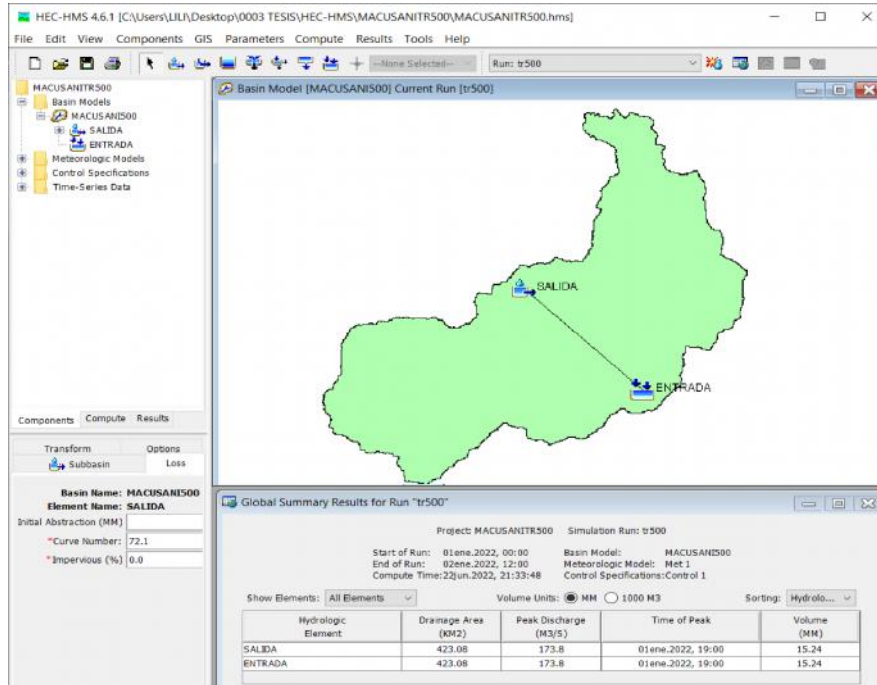 HEC-HMS 4.6.1 [C:\Users\LILI\Desktop\0003 TESIS\HEC-HMS\MACUSANITR500\MACUSANITR500.hms]
File Edit View Components GIS Parameters Compute Results Tools Help
--None Selected-- Run: tr500
MACUSANITR500
Basin Models
MACUSANI500
SALIDA
ENTRADA
Meteorologic Models
Control Specifications
Time-Series Data
Components Compute Results
Transform Options
Subbasin Loss
Basin Name: MACUSANI500
Element Name: SALIDA
Initial Abstraction (MM)
*Curve Number: 72.1
*Impervious (%) 0.0
Basin Model [MACUSANI500] Current Run [tr500]
SALIDA
ENTRADA
Global Summary Results for Run "tr500"
Project: MACUSANITR500 Simulation Run: tr500
Start of Run: 01ene.2022, 00:00 Basin Model: MACUSANI500
End of Run: 02ene.2022, 12:00 Meteorologic Model: Met 1
Compute Time:22jun.2022, 21:33:48 Control Specifications:Control 1
Show Elements: All Elements Volume Units: MM 1000 M3 Sorting: Hydrolo...
Hydrologic Element Drainage Area (KM2) Peak Discharge (M3/S) Time of Peak Volume (MM)
SALIDA 423.08 173.8 01ene.2022, 19:00 15.24
ENTRADA 423.08 173.8 01ene.2022, 19:00 15.24